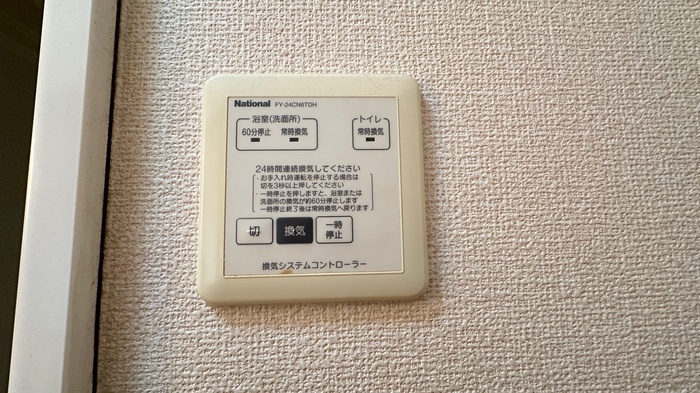 National FY-24CN6TDH
浴室(洗面所)
60分停止 常時換気
トイレ
常時換気
24時間連続換気してください
・お手入れ時運転を停止する場合は
切を3秒以上押してください
・一時停止を押しますと、浴室または
洗面所の換気が約60分停止します
一時停止終了後は常時換気へ戻ります
切 換気 一時
停止
換気システムコントローラー